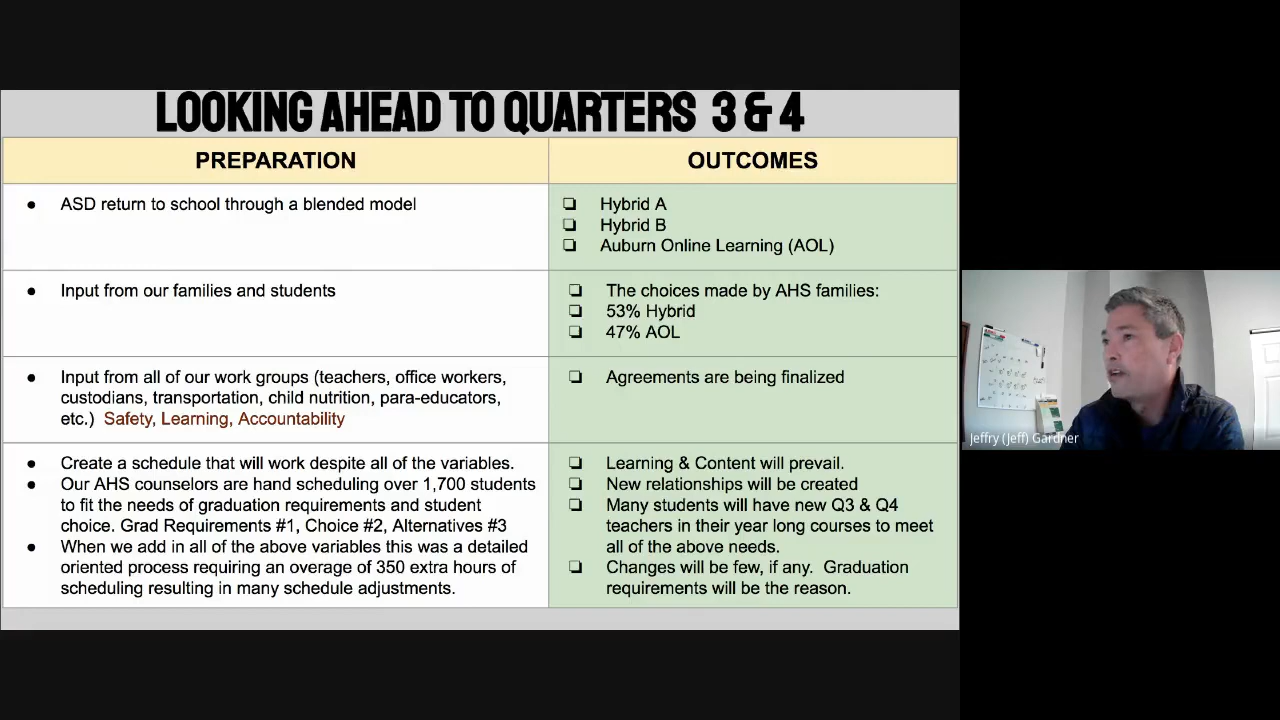 LOOKING AHEAD TO QUARTERS 3 & 4
PREPARATION
OUTCOMES
● ASD return to school through a blended model
❏ Hybrid A
❏ Hybrid B
❏ Auburn Online Learning (AOL)
● Input from our families and students
❏ The choices made by AHS families:
❏ 53% Hybrid
❏ 47% AOL
● Input from all of our work groups (teachers, office workers,
custodians, transportation, child nutrition, para-educators,
etc.) Safety, Learning, Accountability
❏ Agreements are being finalized
● Create a schedule that will work despite all of the variables.
● Our AHS counselors are hand scheduling over 1,700 students
to fit the needs of graduation requirements and student
choice. Grad Requirements #1, Choice #2, Alternatives #3
● When we add in all of the above variables this was a detailed
oriented process requiring an overage of 350 extra hours of
scheduling resulting in many schedule adjustments.
❏ Learning & Content will prevail.
❏ New relationships will be created
❏ Many students will have new Q3 & Q4
teachers in their year long courses to meet
all of the above needs.
❏ Changes will be few, if any. Graduation
requirements will be the reason.
Jeffry (Jeff) Gardner